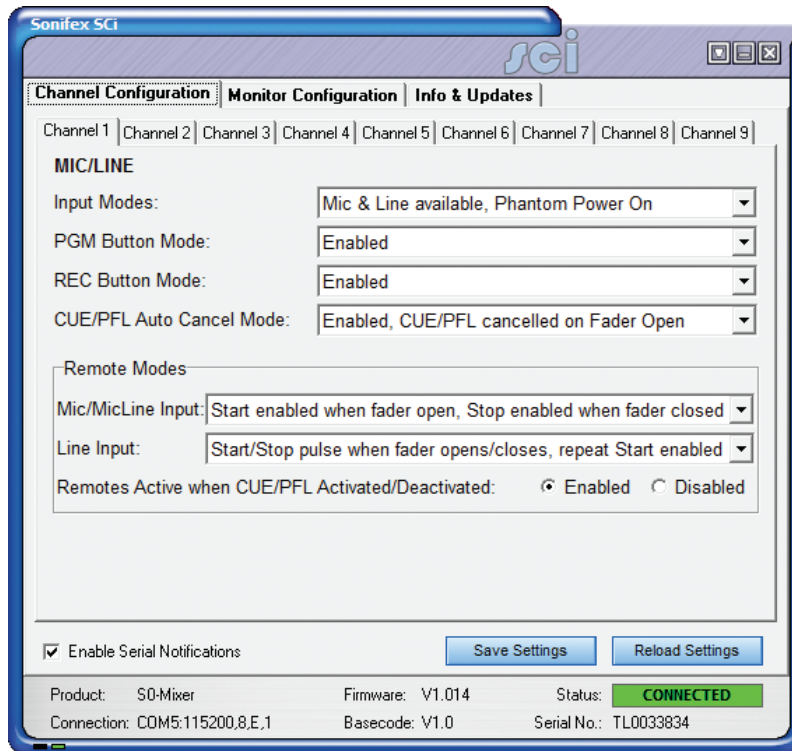 Sonifex SCi
sci
Channel Configuration Monitor Configuration Info & Updates
Channel 1 Channel 2 Channel 3 Channel 4 Channel 5 Channel 6 Channel 7 Channel 8 Channel 9
MIC/LINE
Input Modes: Mic & Line available, Phantom Power On
PGM Button Mode: Enabled
REC Button Mode: Enabled
CUE/PFL Auto Cancel Mode: Enabled, CUE/PFL cancelled on Fader Open
Remote Modes
Mic/MicLine Input: Start enabled when fader open, Stop enabled when fader closed
Line Input: Start/Stop pulse when fader opens/closes, repeat Start enabled
Remotes Active when CUE/PFL Activated/Deactivated: Enabled Disabled
Enable Serial Notifications Save Settings Reload Settings
Product: S0-Mixer Firmware: V1.014 Status: CONNECTED
Connection: COM5:115200,8,E,1 Basecode: V1.0 Serial No.: TL0033834